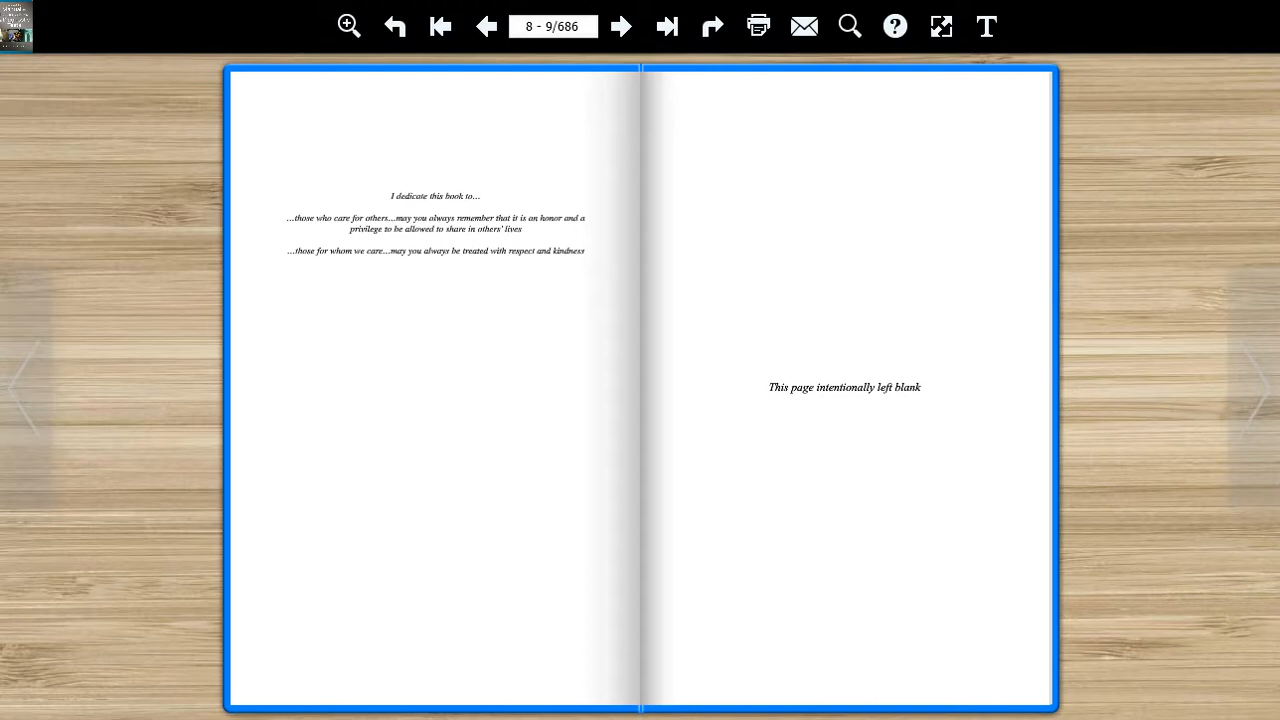 8 - 9/686
I dedicate this book to…
…those who care for others…may you always remember that it is an honor and a
privilege to be allowed to share in others' lives
…those for whom we care…may you always be treated with respect and kindness
This page intentionally left blank